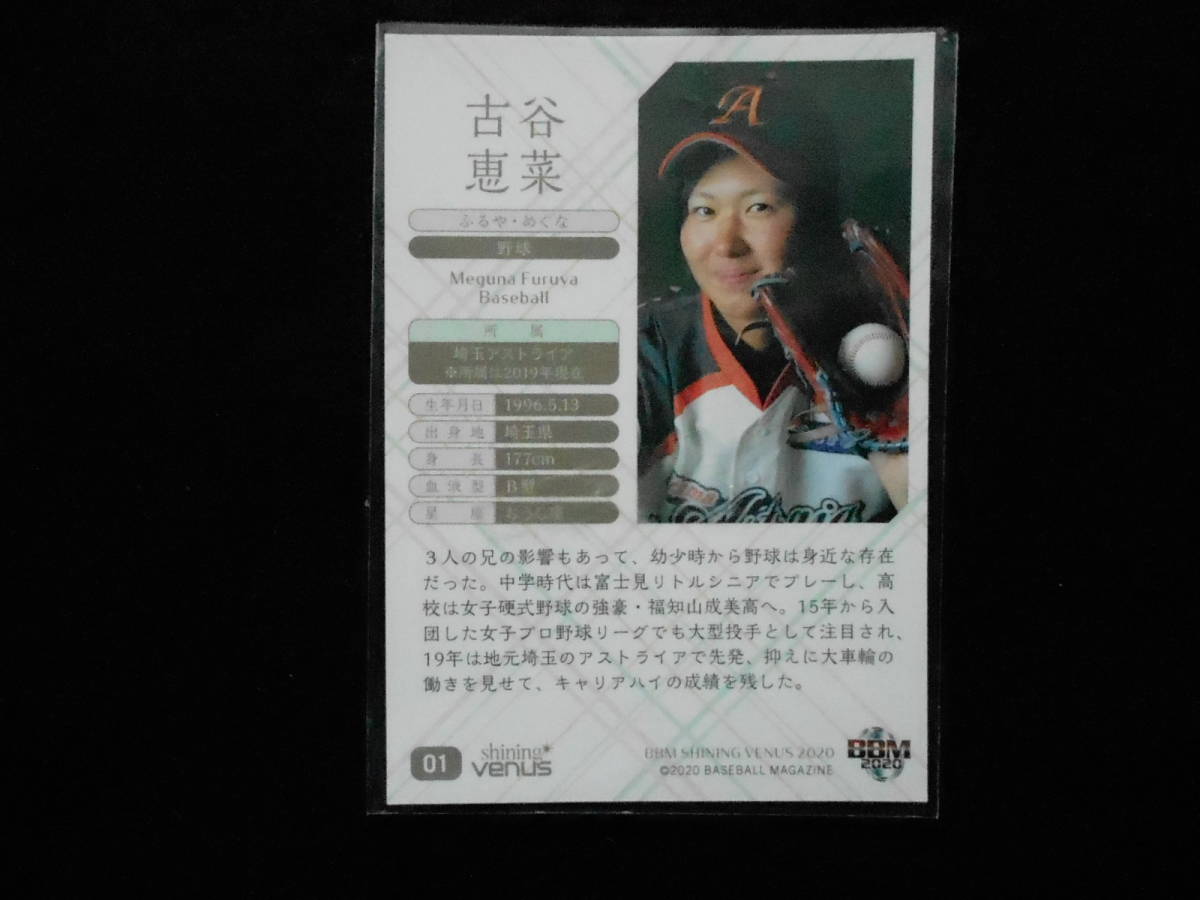 古谷
恵菜
ふるや・めぐな
野球
Meguna Furuya
Baseball
所 属
埼玉アストライア
※所属は2019年現在
生年月日 1996.5.13
出身地 埼玉県
身 長 177cm
血液型 B型
星 座 おうし座
3人の兄の影響もあって、幼少時から野球は身近な存在
だった。中学時代は富士見リトルシニアでプレーし、高
校は女子硬式野球の強豪・福知山成美高へ。15年から入
団した女子プロ野球リーグでも大型投手として注目され、
19年は地元埼玉のアストライアで先発、抑えに大車輪の
働きを見せて、キャリアハイの成績を残した。
A
01
shining
venus
BBM SHINING VENUS 2020
©2020 BASEBALL MAGAZINE
BBM
2020